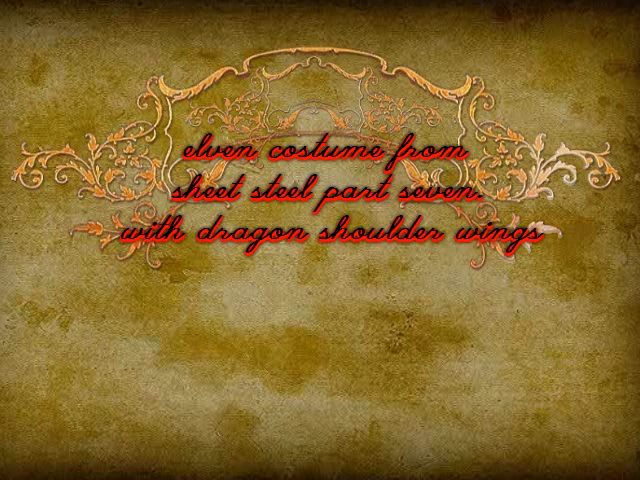 elven costume from
sheet steel part seven.
with dragon shoulder wings